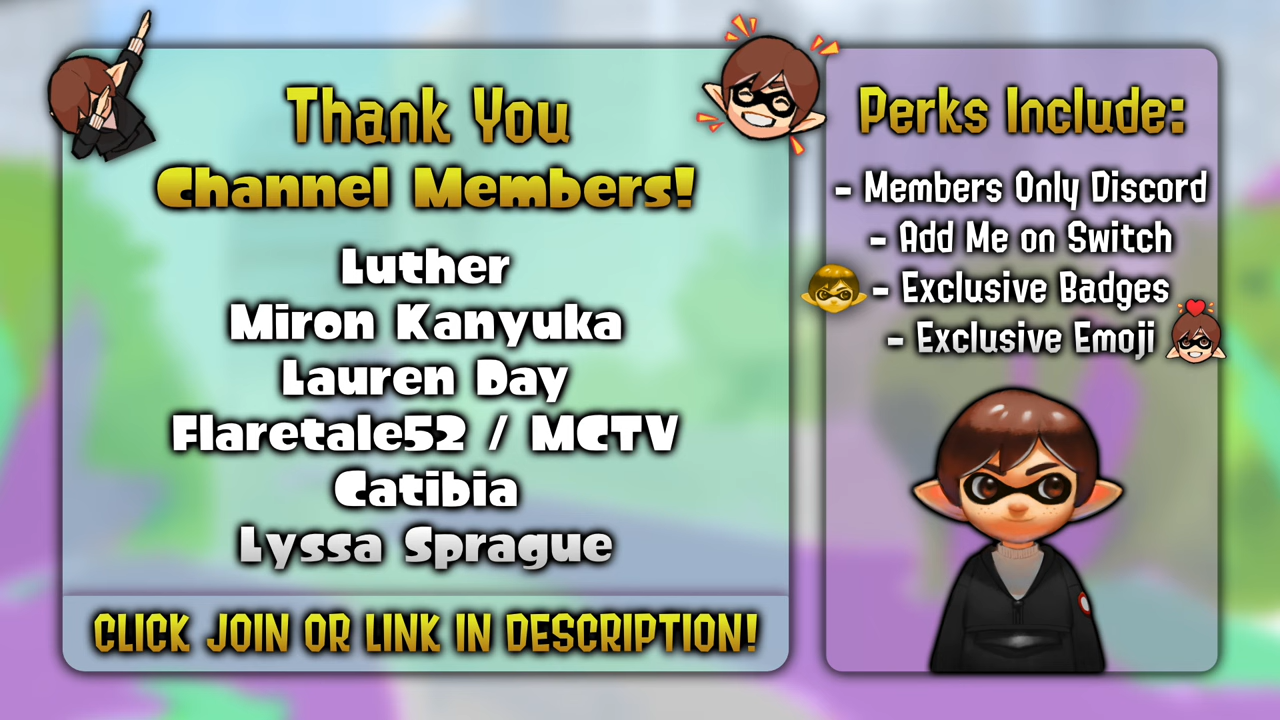 Thank You
Channel Members!
Luther
Miron Kanyuka
Lauren Day
Flaretale52 / MCTV
Catibia
Lyssa Sprague
CLICK JOIN OR LINK IN DESCRIPTION!
Perks Include:
- Members Only Discord
- Add Me on Switch
- Exclusive Badges
- Exclusive Emoji